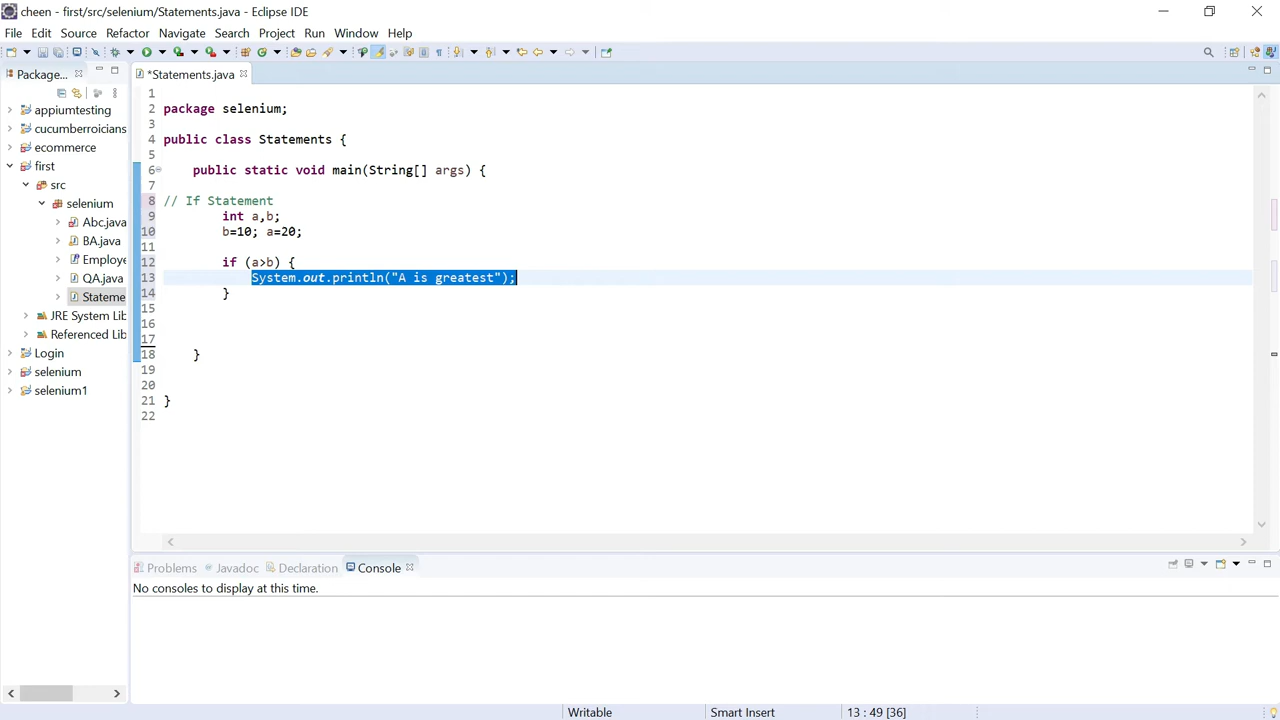 cheen - first/src/selenium/Statements.java - Eclipse IDE
File Edit Source Refactor Navigate Search Project Run Window Help
Package...
*Statements.java
appiumtesting
cucumberroicians
ecommerce
first
src
selenium
Abc.java
BA.java
Employe
QA.java
Stateme
JRE System Lib
Referenced Lib
Login
selenium
selenium1
1
2 package selenium;
3
4 public class Statements {
5
6 public static void main(String[] args) {
7
8 // If Statement
9 int a,b;
10 b=10; a=20;
11
12 if (a>b) {
13 System.out.println("A is greatest");
14 }
15
16
17
18 }
19
20
21 }
22
Problems Javadoc Declaration Console
No consoles to display at this time.
Writable Smart Insert 13 : 49 [36]